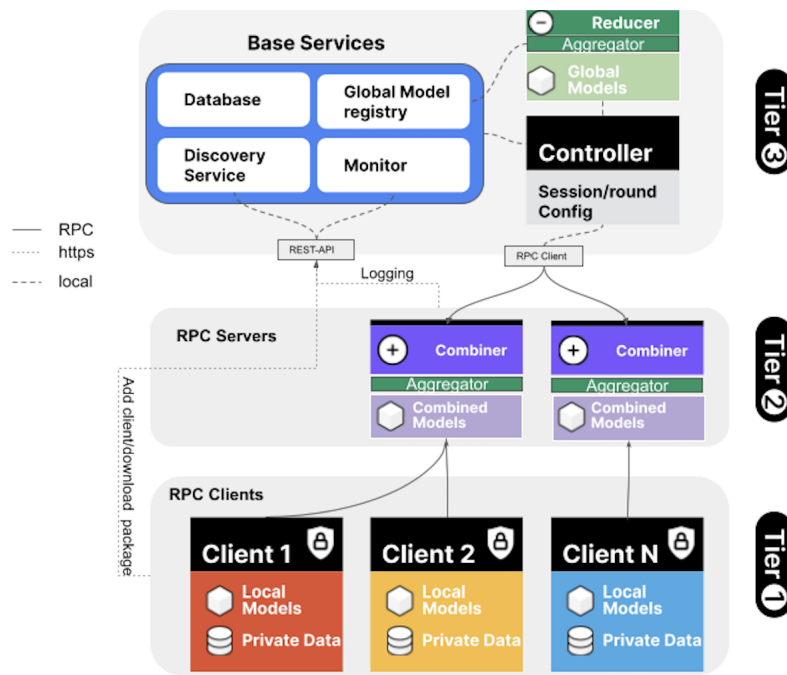 Reducer
Aggregator
Global
Models
Base Services
Database
Global Model
registry
Discovery
Service
Monitor
Controller
Session/round
Config
Tier 3
RPC
https
local
REST-API
RPC Client
Logging
RPC Servers
Combiner
Aggregator
Combined
Models
Combiner
Aggregator
Combined
Models
Tier 2
Add client/download package
RPC Clients
Client 1
Local
Models
Private Data
Client 2
Local
Models
Private Data
Client N
Local
Models
Private Data
Tier 1